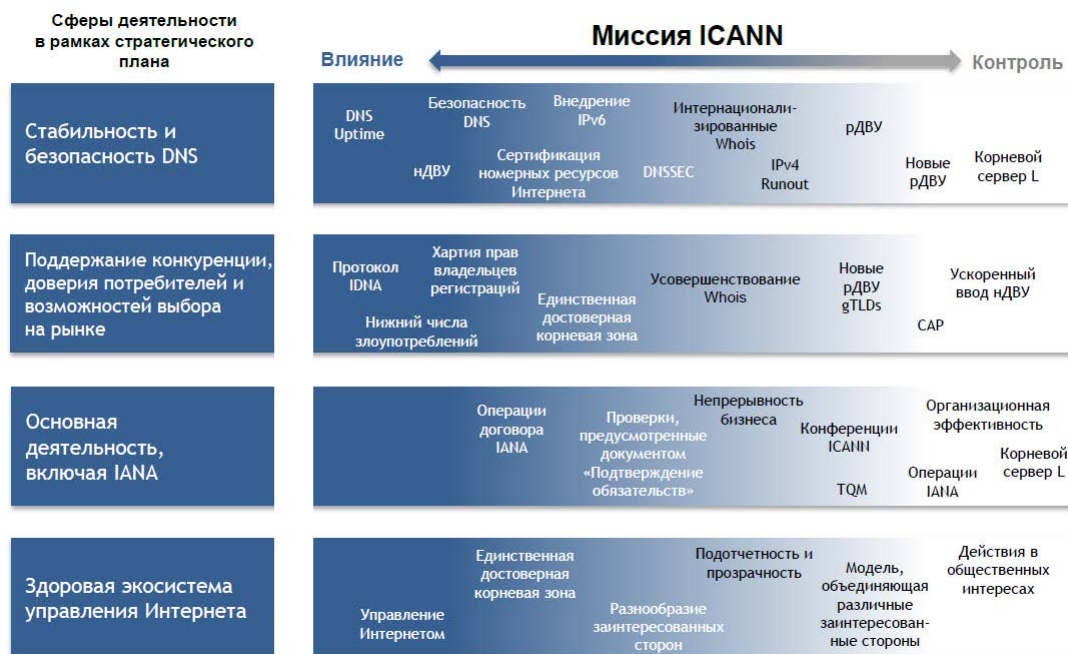 Сферы деятельности
в рамках стратегического
плана
Миссия ICANN
Влияние
Контроль
Стабильность и
безопасность DNS
DNS
Uptime
Безопасность
DNS
Внедрение
IPv6
Интернационали-
зированные
Whois
рДВУ
нДВУ
Сертификация
номерных ресурсов
Интернета
DNSSEC
IPv4
Runout
Новые
рДВУ
Корневой
сервер L
Поддержание конкуренции,
доверия потребителей и
возможностей выбора
на рынке
Протокол
IDNA
Хартия прав
владельцев
регистраций
Нижний числа
злоупотреблений
Единственная
достоверная
корневая зона
Усовершенствование
Whois
Новые
рДВУ
gTLDs
Ускоренный
ввод нДВУ
САР
Основная
деятельность,
включая IANA
Операции
договора
IANA
Проверки,
предусмотренные
документом
«Подтверждение
обязательств»
Непрерывность
бизнеса
Конференции
ICANN
TQM
Организационная
эффективность
Операции
IANA
Корневой
сервер L
Здоровая экосистема
управления Интернета
Управление
Интернетом
Единственная
достоверная
корневая зона
Разнообразие
заинтересованных
сторон
Подотчетность и
прозрачность
Модель,
объединяющая
различные
заинтересован-
ные стороны
Действия в
общественных
интересах